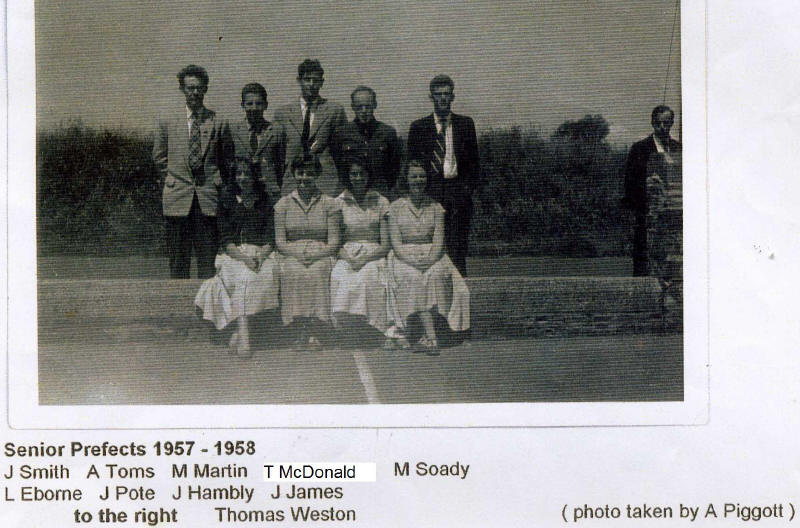 Senior Prefects 1957 - 1958
J Smith A Toms M Martin T McDonald M Soady
L Eborne J Pote J Hambly J James
to the right Thomas Weston ( photo taken by A Piggott )